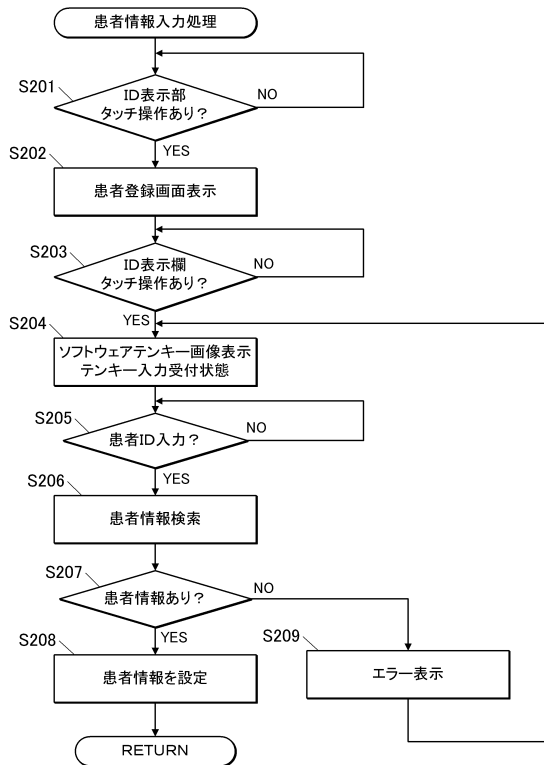 患者情報入力処理
S201
ID表示部
タッチ操作あり?
NO
YES
S202
患者登録画面表示
S203
ID表示欄
タッチ操作あり?
NO
YES
S204
ソフトウェアテンキー画像表示
テンキー入力受付状態
S205
患者ID入力?
NO
YES
S206
患者情報検索
S207
患者情報あり?
NO
YES
S208
患者情報を設定
S209
エラー表示
RETURN